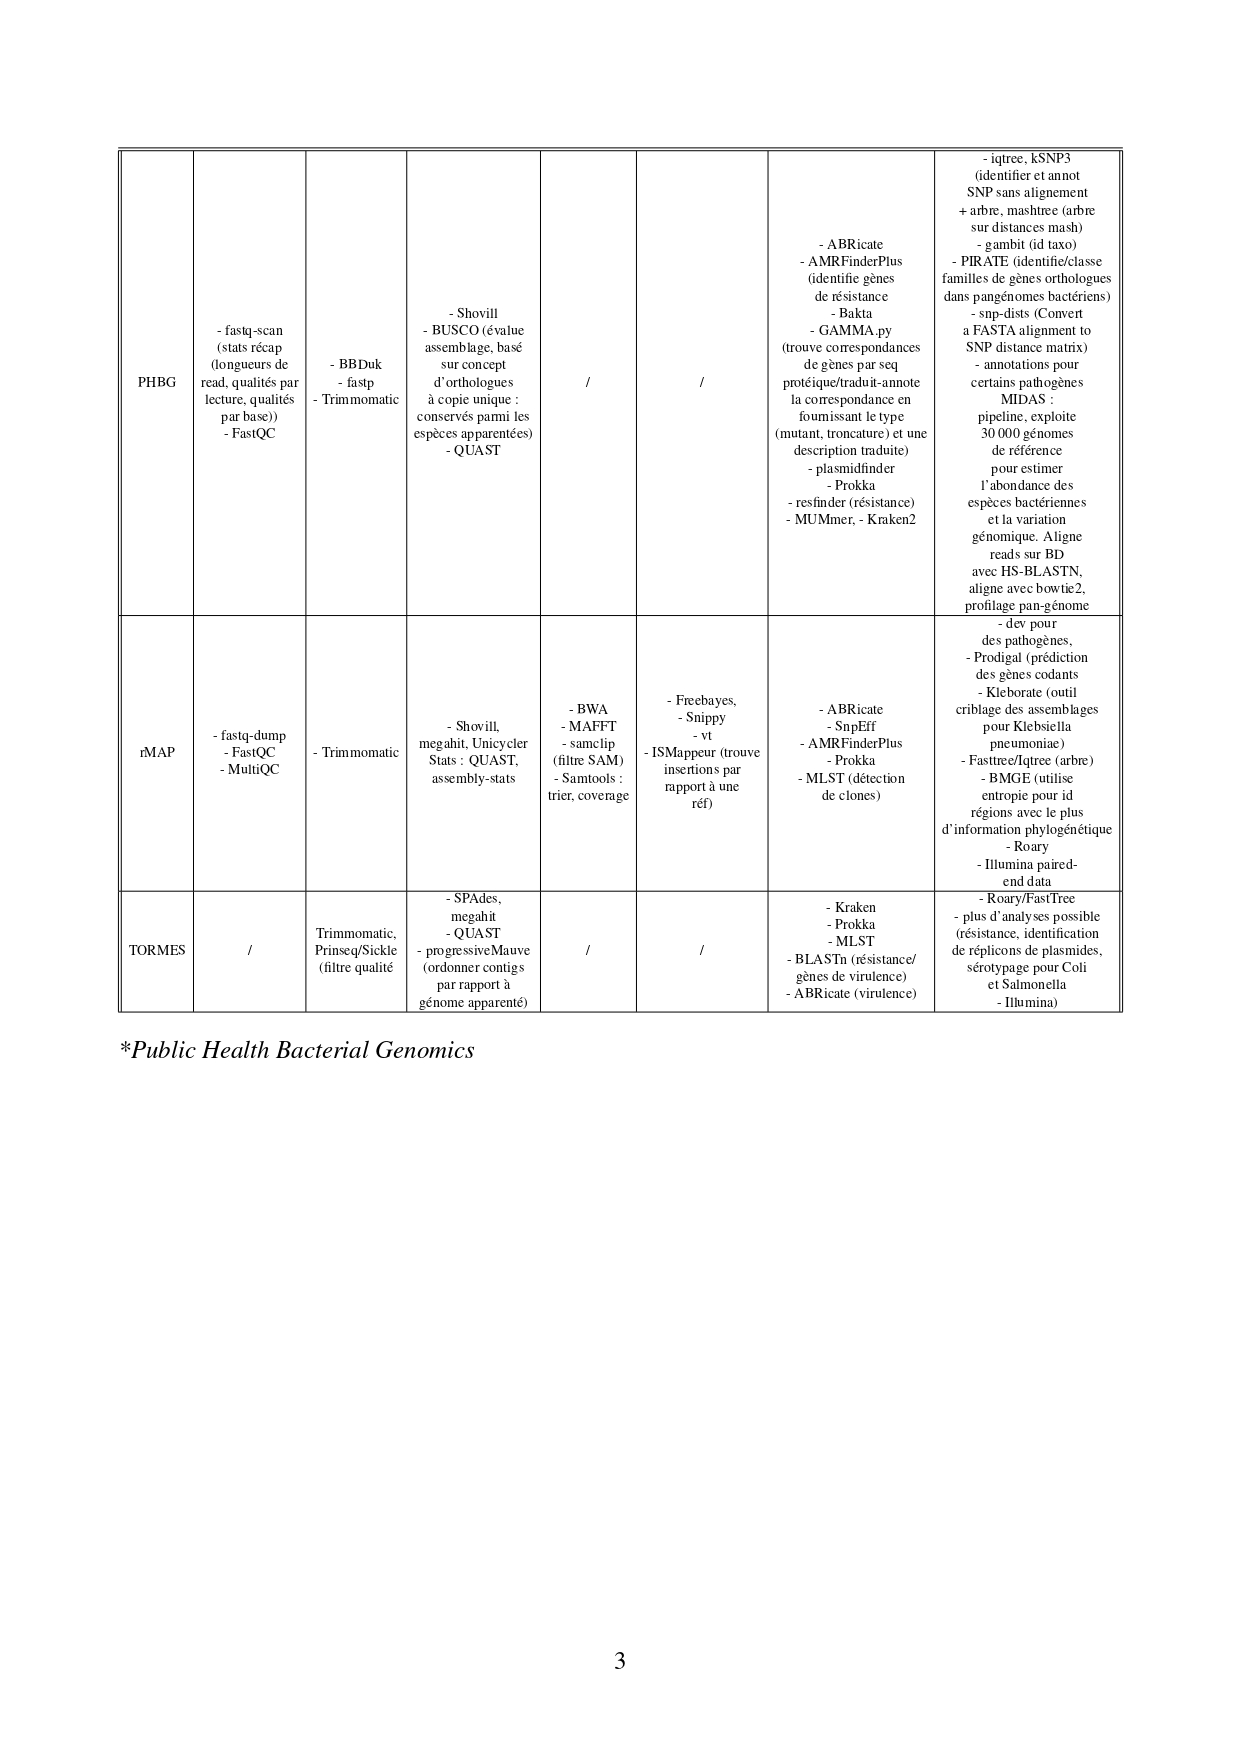 PHBG
- fastq-scan
(stats récap
(longueurs de
read, qualités par
lecture, qualités
par base))
- FastQC
- BBDuk
- fastp
- Trimmomatic
- Shovill
- BUSCO (évalue
assemblage, basé
sur concept
d’orthologues
à copie unique :
conservés parmi les
espèces apparentées)
- QUAST
/
/
- ABRicate
- AMRFinderPlus
(identifie gènes
de résistance
- Bakta
- GAMMA.py
(trouve correspondances
de gènes par seq
protéique/traduit-annote
la correspondance en
fournissant le type
(mutant, troncature) et une
description traduite)
- plasmidfinder
- Prokka
- resfinder (résistance)
- MUMmer, - Kraken2
- iqtree, kSNP3
(identifier et annot
SNP sans alignement
+ arbre, mashtree (arbre
sur distances mash)
- gambit (id taxo)
- PIRATE (identifie/classe
familles de gènes orthologues
dans pangénomes bactériens)
- snp-dists (Convert
a FASTA alignment to
SNP distance matrix)
- annotations pour
certains pathogènes
MIDAS :
pipeline, exploite
30 000 génomes
de référence
pour estimer
l’abondance des
espèces bactériennes
et la variation
génomique. Aligne
reads sur BD
avec HS-BLASTN,
aligne avec bowtie2,
profilage pan-génome
rMAP
- fastq-dump
- FastQC
- MultiQC
- Trimmomatic
- Shovill,
megahit, Unicycler
Stats : QUAST,
assembly-stats
- BWA
- MAFFT
- samclip
(filtre SAM)
- Samtools :
trier, coverage
- Freebayes,
- Snippy
- vt
- ISMappeur (trouve
insertions par
rapport à une
réf)
- ABRicate
- SnpEff
- AMRFinderPlus
- Prokka
- MLST (détection
de clones)
- dev pour
des pathogènes,
- Prodigal (prédiction
des gènes codants
- Kleborate (outil
criblage des assemblages
pour Klebsiella
pneumoniae)
- Fasttree/Iqtree (arbre)
- BMGE (utilise
entropie pour id
régions avec le plus
d’information phylogénétique
- Roary
- Illumina paired-
end data
TORMES
/
Trimmomatic,
Prinseq/Sickle
(filtre qualité
- SPAdes,
megahit
- QUAST
- progressiveMauve
(ordonner contigs
par rapport à
génome apparenté)
/
/
- Kraken
- Prokka
- MLST
- BLASTn (résistance/
gènes de virulence)
- ABRicate (virulence)
- Roary/FastTree
- plus d’analyses possible
(résistance, identification
de réplicons de plasmides,
sérotypage pour Coli
et Salmonella
- Illumina)
*Public Health Bacterial Genomics
3